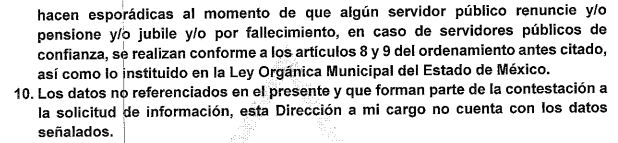 hacen esporádicas al momento de que algún servidor público renuncie y/o
pensione y/o jubile y/o por fallecimiento, en caso de servidores públicos de
confianza, se realizan conforme a los artículos 8 y 9 del ordenamiento antes citado,
así como lo instituido en la Ley Orgánica Municipal del Estado de México.
10. Los datos no referenciados en el presente y que forman parte de la contestación a
la solicitud de información, esta Dirección a mi cargo no cuenta con los datos
señalados.